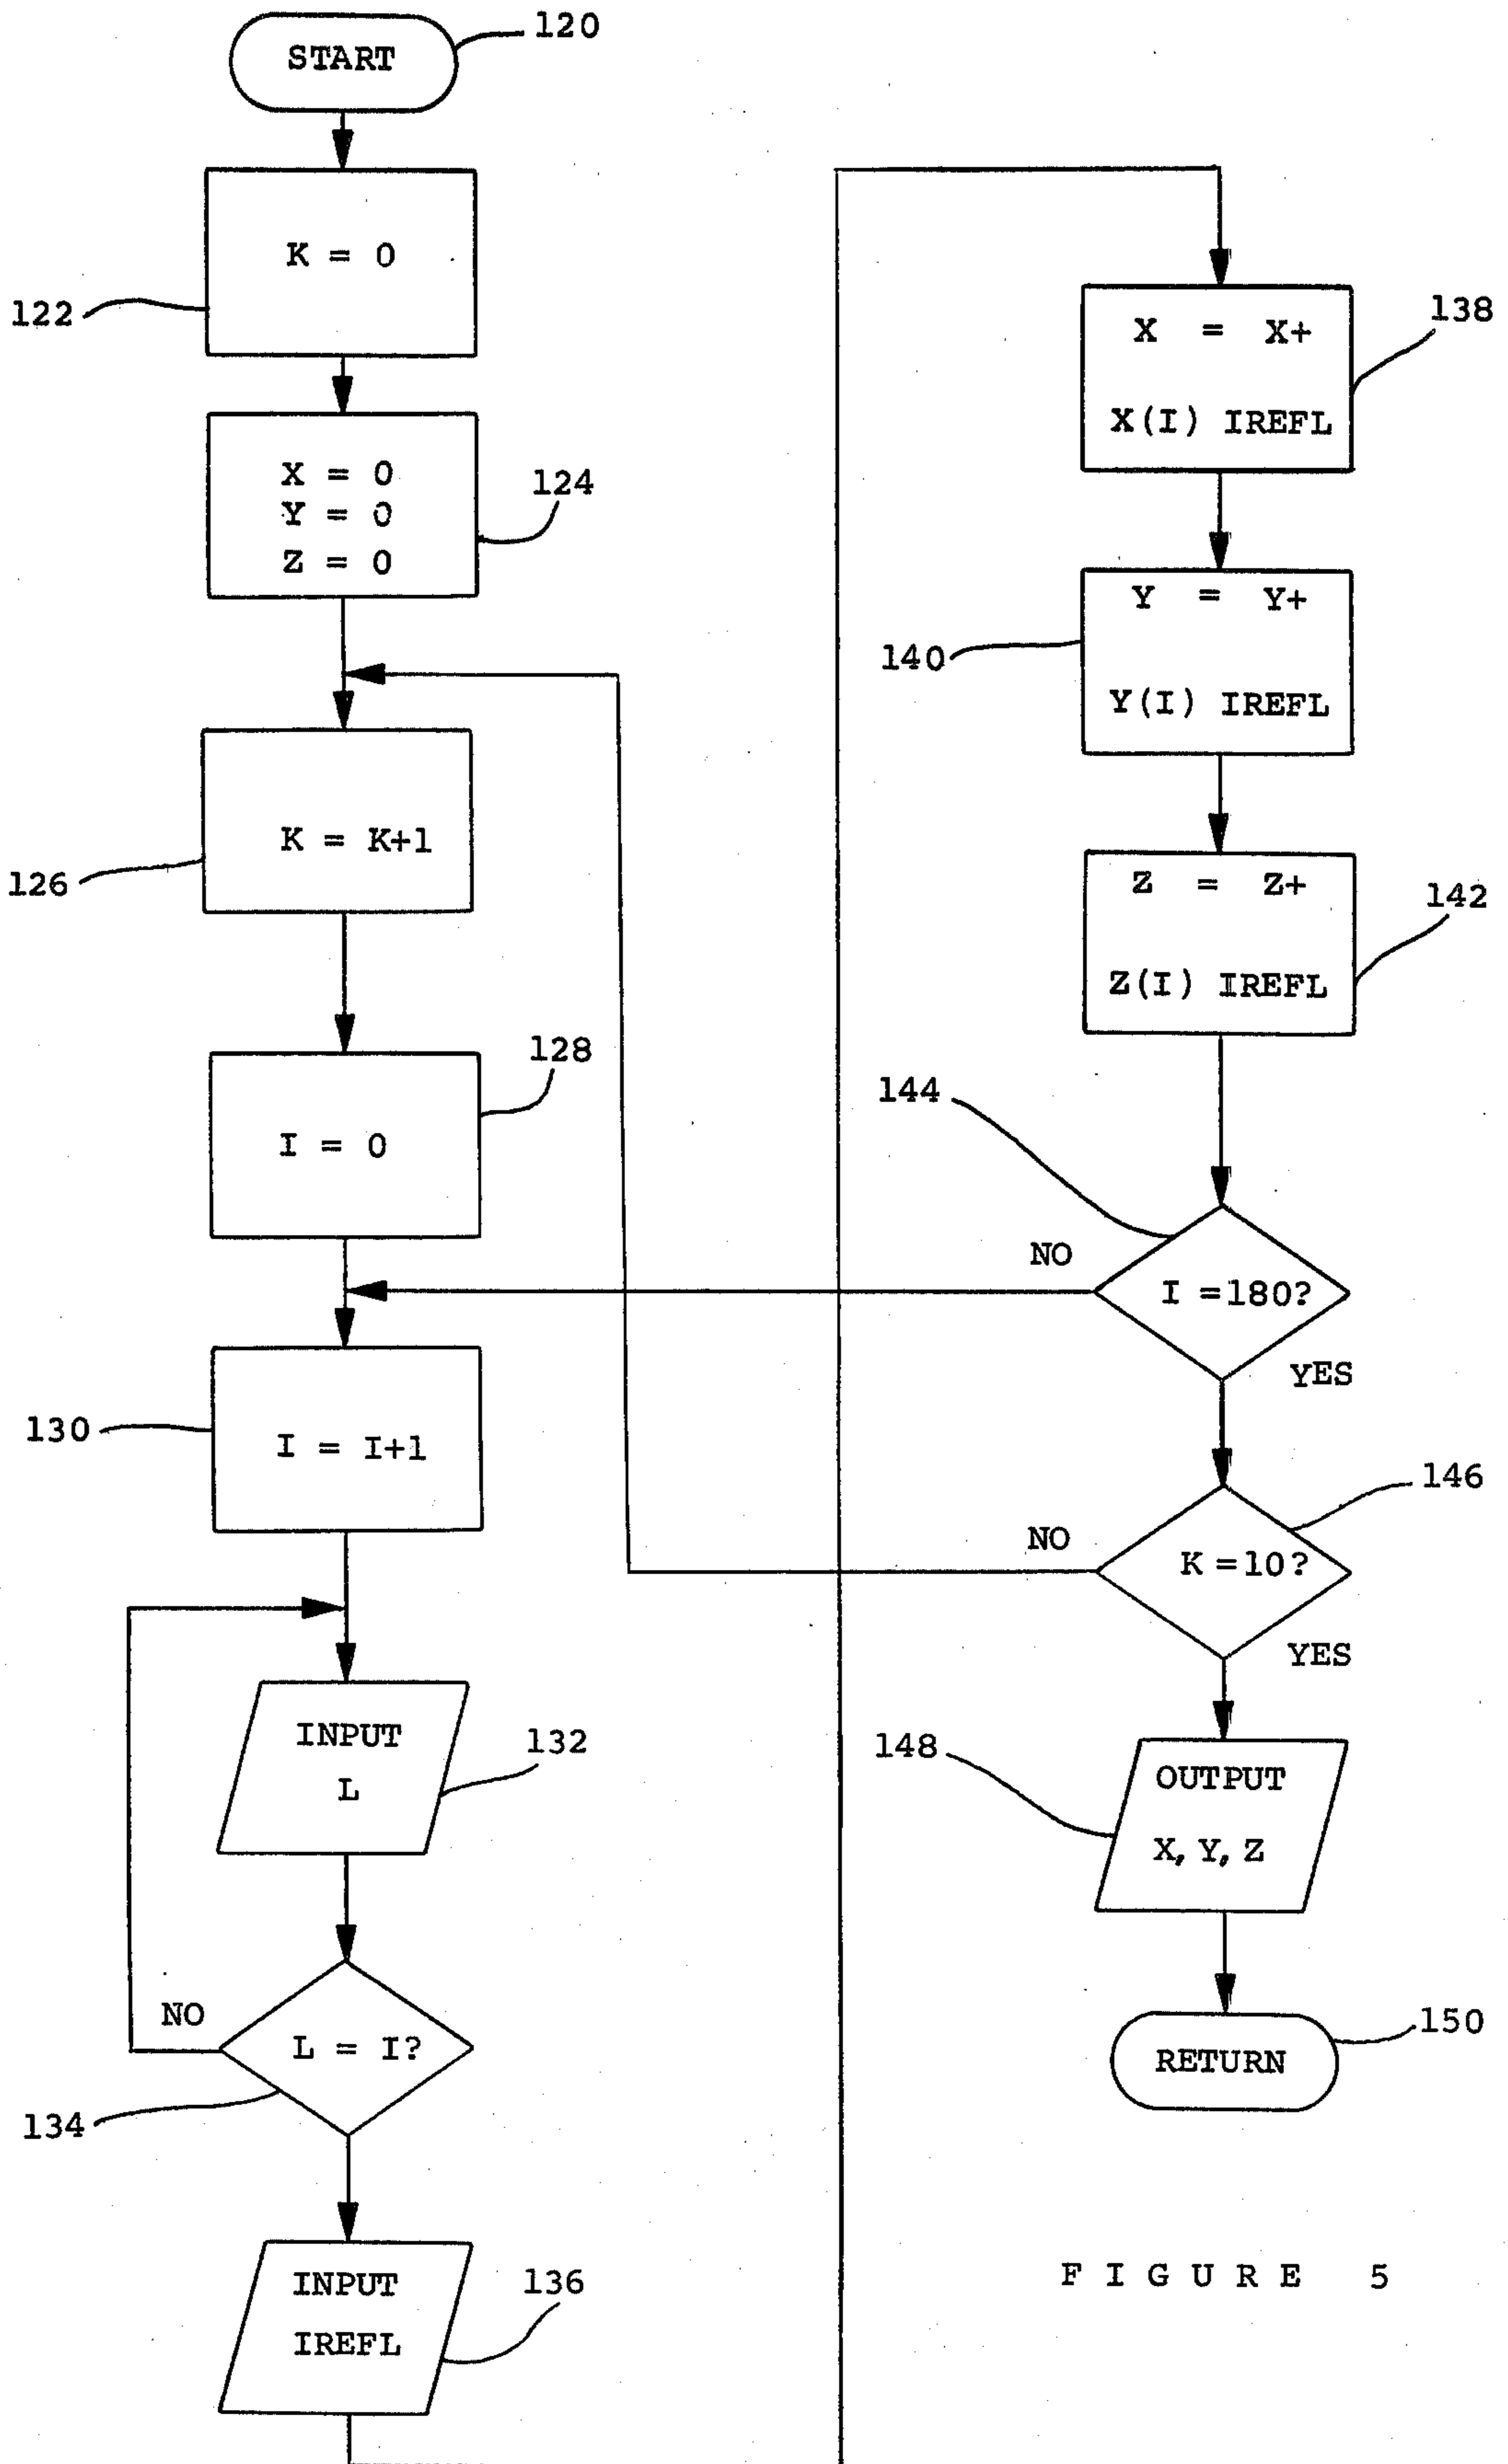 START
120
K = 0
122
X = 0
Y = 0
Z = 0
124
K = K+1
126
I = 0
128
I = I+1
130
INPUT
L
132
NO
L = I?
134
INPUT
IREFL
136
X = X+
X(I) IREFL
138
Y = Y+
Y(I) IREFL
140
Z = Z+
Z(I) IREFL
142
144
NO
I =180?
YES
146
NO
K =10?
YES
148
OUTPUT
X, Y, Z
RETURN
150
FIGURE 5